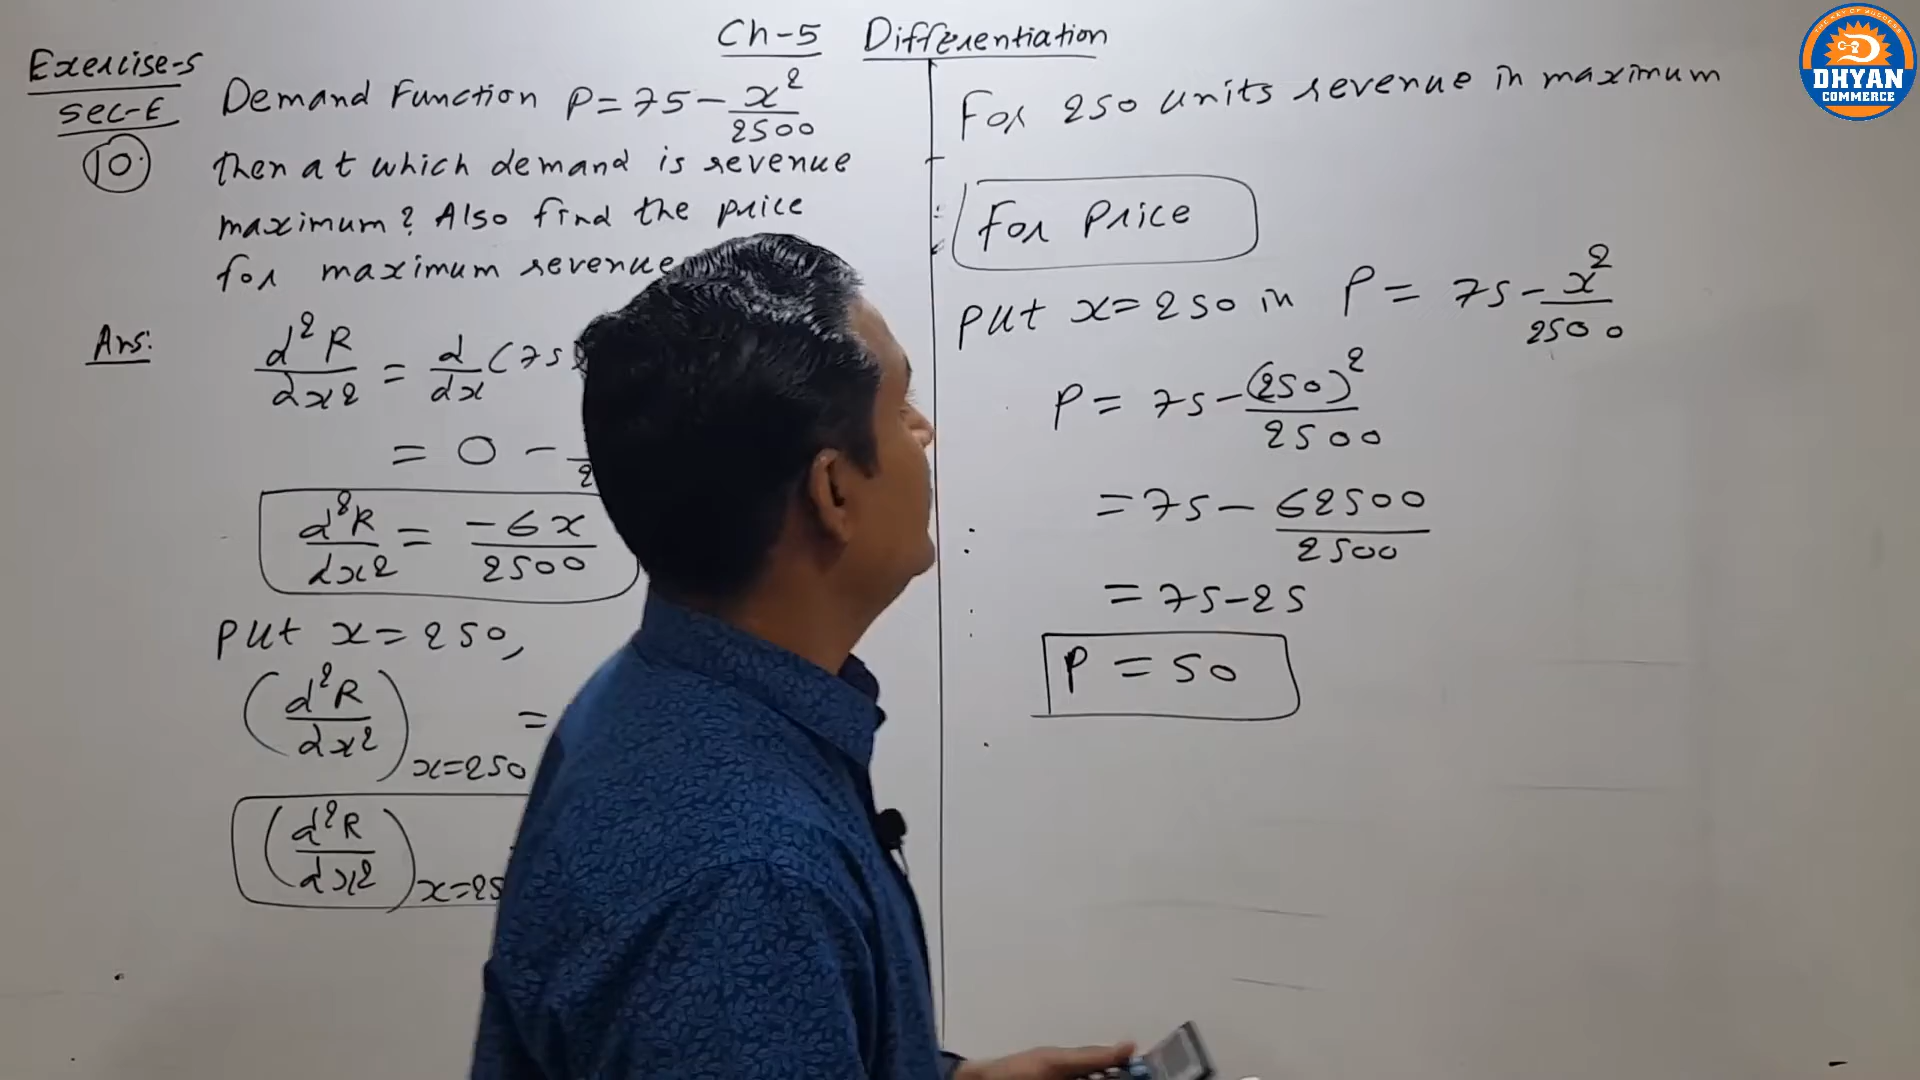 Ch-5 Differentiation
Exercise-5
Sec-E
10.
Demand Function P = 75 - x²/2500
then at which demand is revenue
maximum? Also find the price
for maximum revenue
Ans:
d²R/dx² = d/dx (75
= 0 -
d²R/dx² = -6x/2500
Put x = 250,
(d²R/dx²) x=250 =
(d²R/dx²) x=25
For 250 units revenue in maximum
For Price
Put x = 250 in P = 75 - x²/2500
P = 75 - (250)²/2500
= 75 - 62500/2500
= 75 - 25
P = 50
DHYAN
COMMERCE